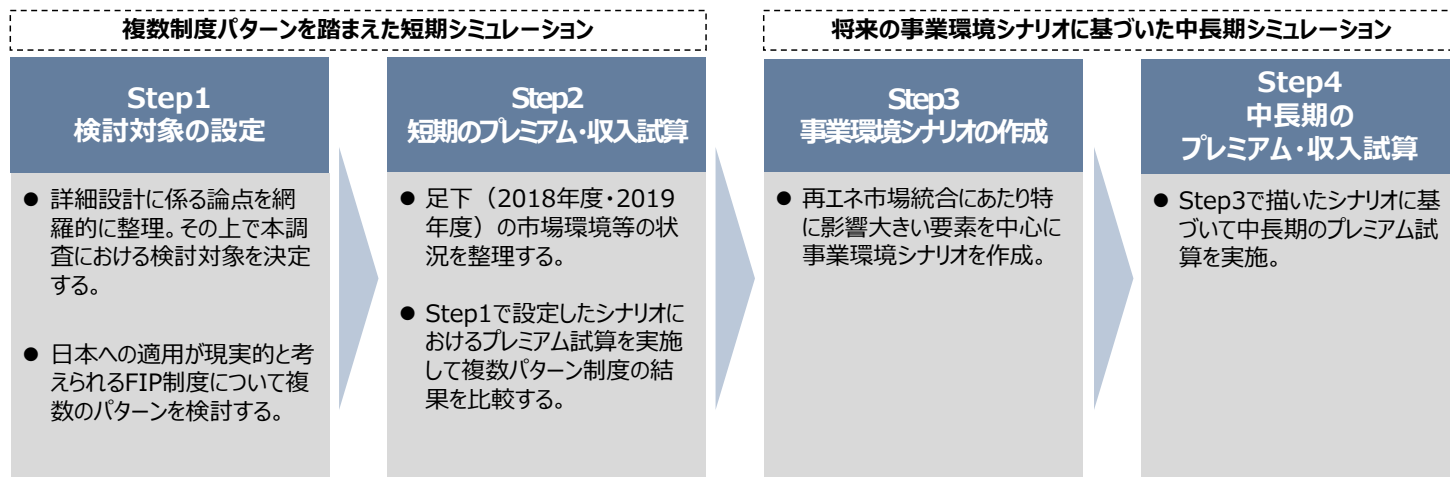 複数制度パターンを踏まえた短期シミュレーション
将来の事業環境シナリオに基づいた中長期シミュレーション
Step1
検討対象の設定
● 詳細設計に係る論点を網
羅的に整理。その上で本調
査における検討対象を決定
する。
● 日本への適用が現実的と考
えられるFIP制度について複
数のパターンを検討する。
Step2
短期のプレミアム・収入試算
● 足下（2018年度・2019
年度）の市場環境等の状
況を整理する。
● Step1で設定したシナリオに
おけるプレミアム試算を実施
して複数パターン制度の結
果を比較する。
Step3
事業環境シナリオの作成
● 再エネ市場統合にあたり特
に影響大きい要素を中心に
事業環境シナリオを作成。
Step4
中長期の
プレミアム・収入試算
● Step3で描いたシナリオに基
づいて中長期のプレミアム試
算を実施。